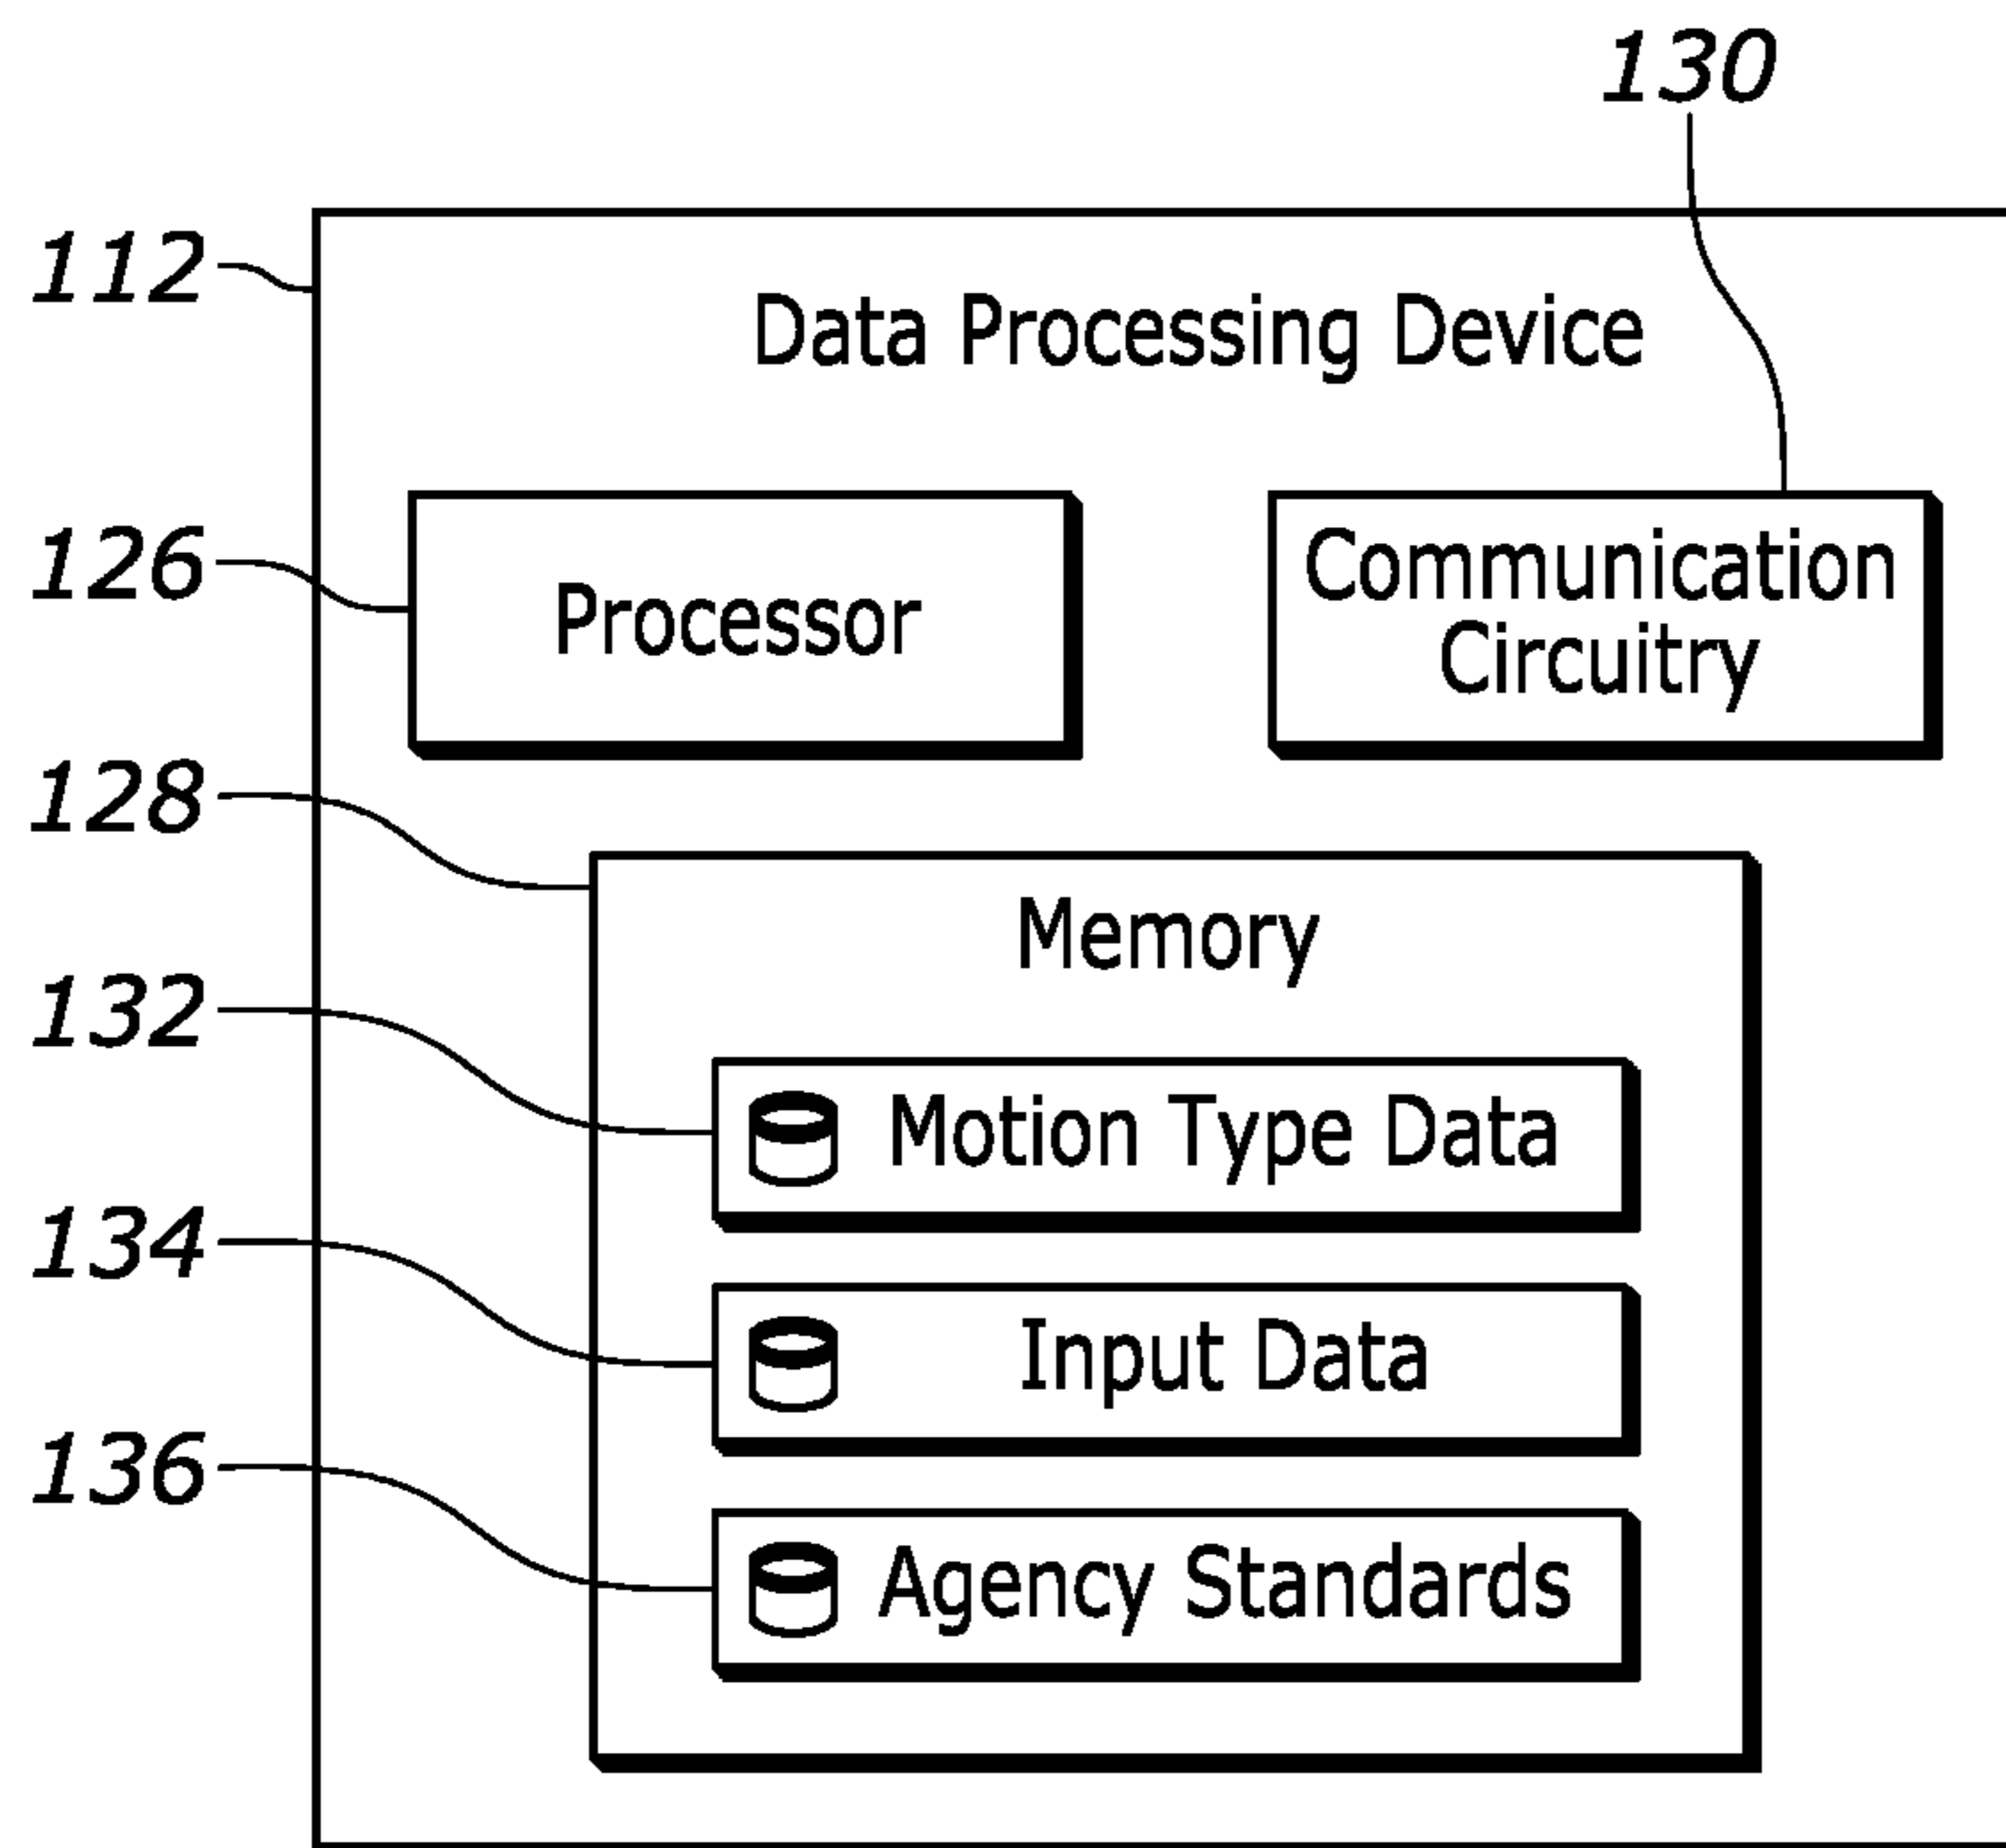 130
112
Data Processing Device
126
Processor
Communication
Circuitry
128
Memory
132
Motion Type Data
134
Input Data
136
Agency Standards